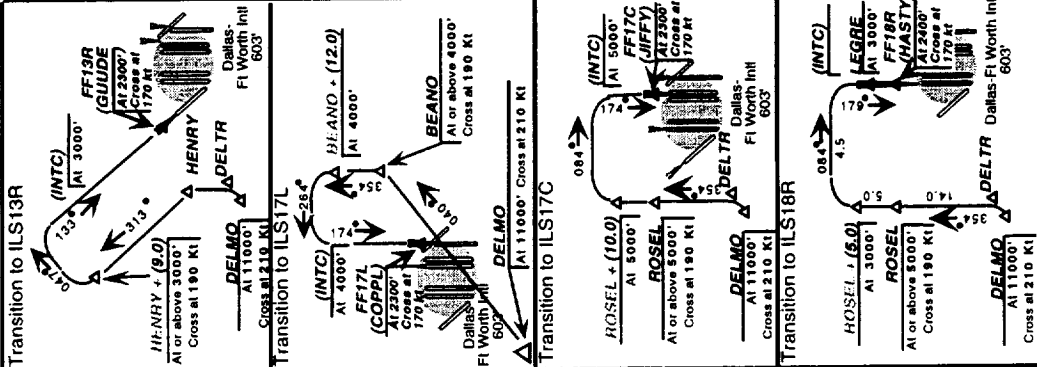 Transition to ILS13R
047°
133°
313°
(INTC)
At 3000'
FF13R
(GUUDE)
At 2300'
Cross at
170 kt
Dallas-
Ft Worth Intl
603'
HENRY
DELTR
HENRY + (9.0)
At or above 3000'
Cross at 190 Kt
DELMO
At 11000'
Cross at 210 Kt
Transition to ILS17L
264°
174°
354°
040°
(INTC)
At 4000'
FF17L
(COPPL)
At 2300'
Cross at
170 kt
Dallas
Ft Worth Intl
603'
BEANO + (12.0)
At 4000'
BEANO
At or above 4000'
Cross at 190 Kt
DELMO
At 11000' Cross at 210 Kt
Transition to ILS17C
084°
174°
354°
(INTC)
At 5000'
FF17C
(JIFFY)
At 2300'
Cross at
170 kt
Dallas-
Ft Worth Intl
603'
DELTR
ROSEL + (10.0)
At 5000'
ROSEL
At or above 5000'
Cross at 190 Kt
DELMO
At 11000'
Cross at 210 Kt
Transition to ILS18R
084°
4.5
179°
5.0
14.0
354°
(INTC)
LEGRE
At 3000'
FF18R
(HASTY)
At 2400'
Cross at
170 kt
Dallas-Ft Worth Intl
603'
DELTR
ROSEL + (5.0)
At 3000'
ROSEL
At or above 5000'
Cross at 190 Kt
DELMO
At 11000'
Cross at 210 Kt